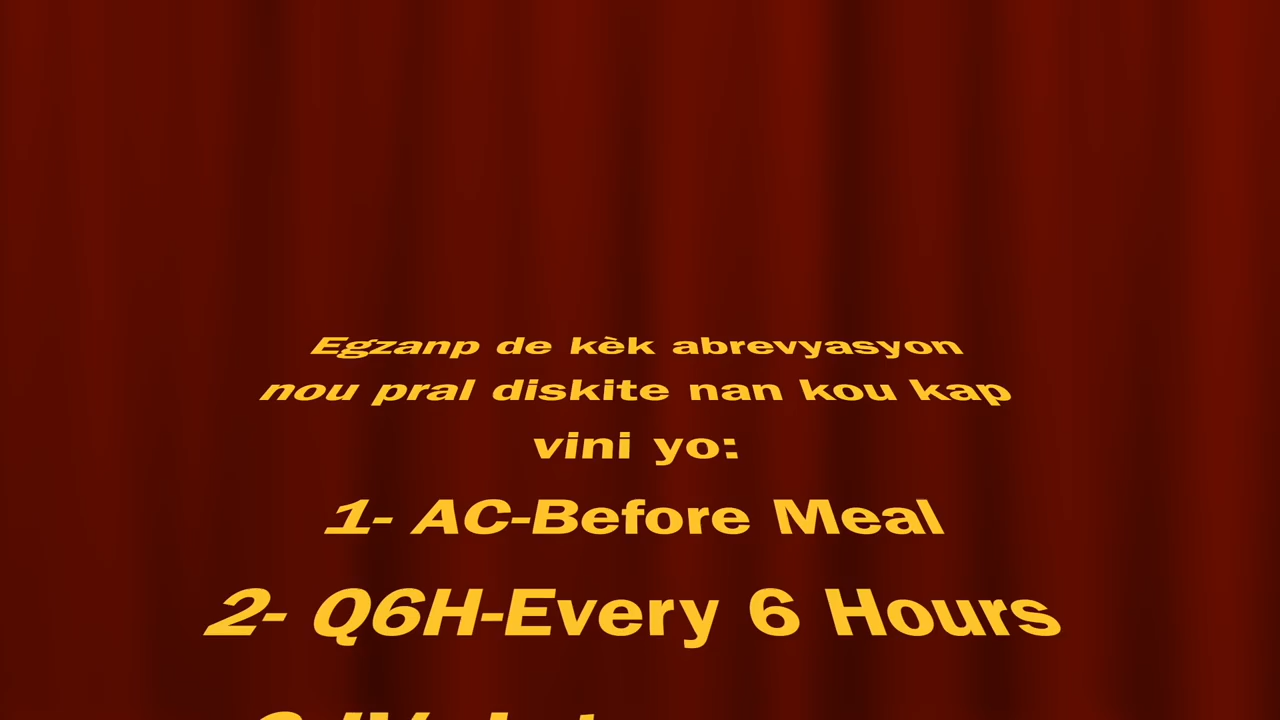 Egzanp de kèk abrevyasyon
nou pral diskite nan kou kap
vini yo:
1- AC-Before Meal
2- Q6H-Every 6 Hours